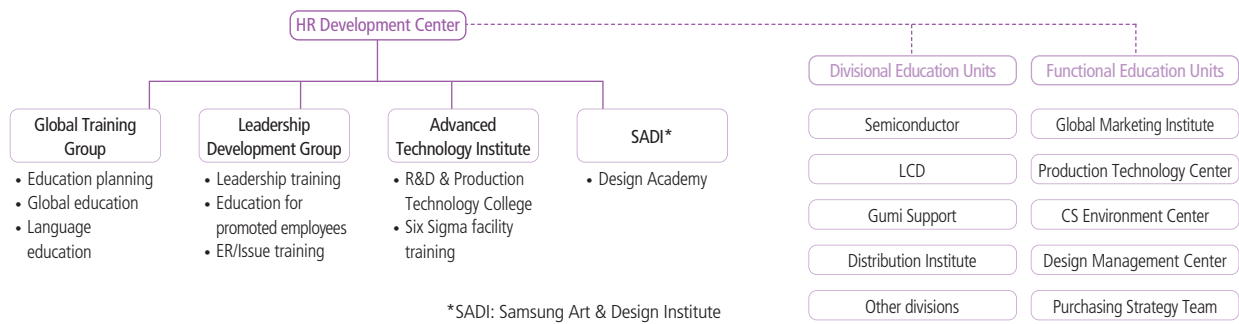 HR Development Center
Divisional Education Units
Functional Education Units
Global Training
Group
• Education planning
• Global education
• Language
education
Leadership
Development Group
• Leadership training
• Education for
promoted employees
• ER/Issue training
Advanced
Technology Institute
• R&D & Production
Technology College
• Six Sigma facility
training
SADI*
• Design Academy
Semiconductor
LCD
Gumi Support
Distribution Institute
Other divisions
Global Marketing Institute
Production Technology Center
CS Environment Center
Design Management Center
Purchasing Strategy Team
*SADI: Samsung Art & Design Institute